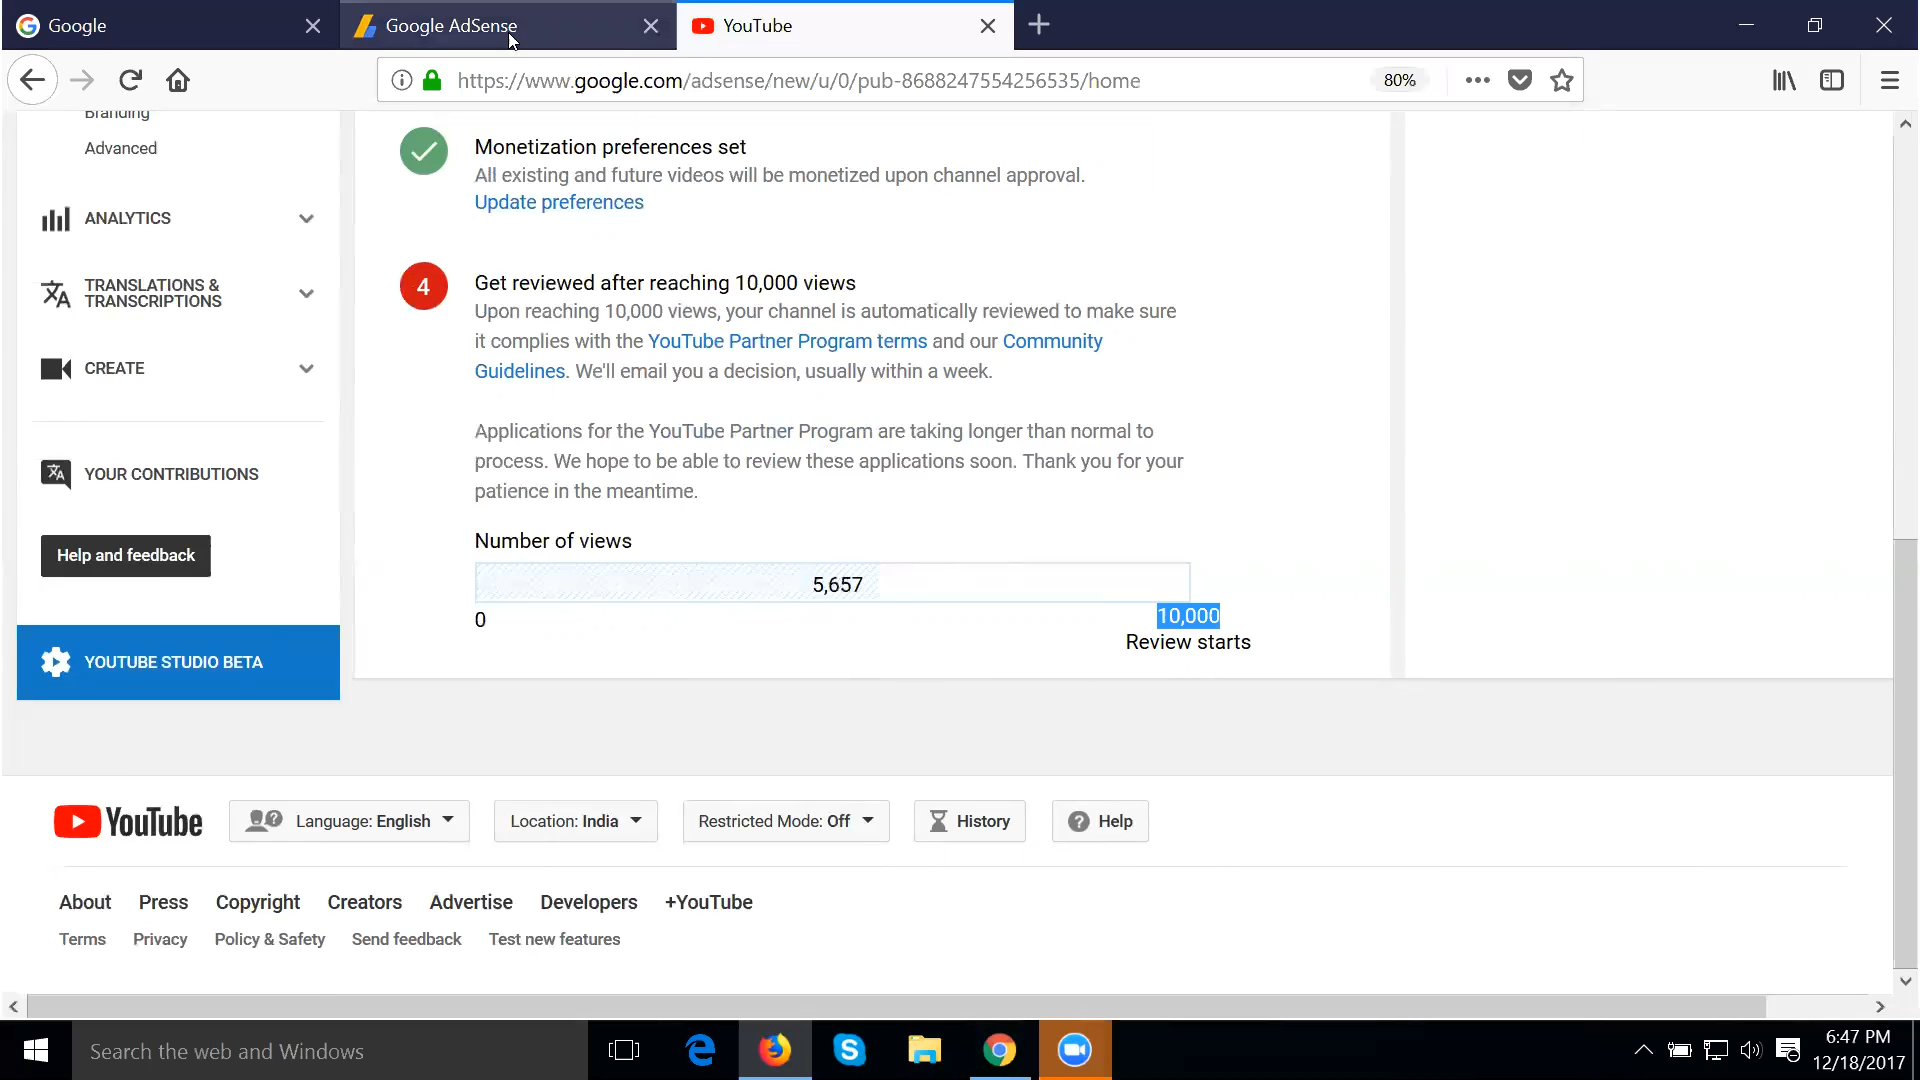 Google
Google AdSense
YouTube
https://www.google.com/adsense/new/u/0/pub-8688247554256535/home
80%
Branding
Advanced
ANALYTICS
TRANSLATIONS &
TRANSCRIPTIONS
CREATE
YOUR CONTRIBUTIONS
Help and feedback
YOUTUBE STUDIO BETA
Monetization preferences set
All existing and future videos will be monetized upon channel approval.
Update preferences
4
Get reviewed after reaching 10,000 views
Upon reaching 10,000 views, your channel is automatically reviewed to make sure
it complies with the YouTube Partner Program terms and our Community
Guidelines. We'll email you a decision, usually within a week.
Applications for the YouTube Partner Program are taking longer than normal to
process. We hope to be able to review these applications soon. Thank you for your
patience in the meantime.
Number of views
5,657
0
10,000
Review starts
YouTube
Language: English
Location: India
Restricted Mode: Off
History
Help
About Press Copyright Creators Advertise Developers +YouTube
Terms Privacy Policy & Safety Send feedback Test new features
Search the web and Windows
6:47 PM
12/18/2017